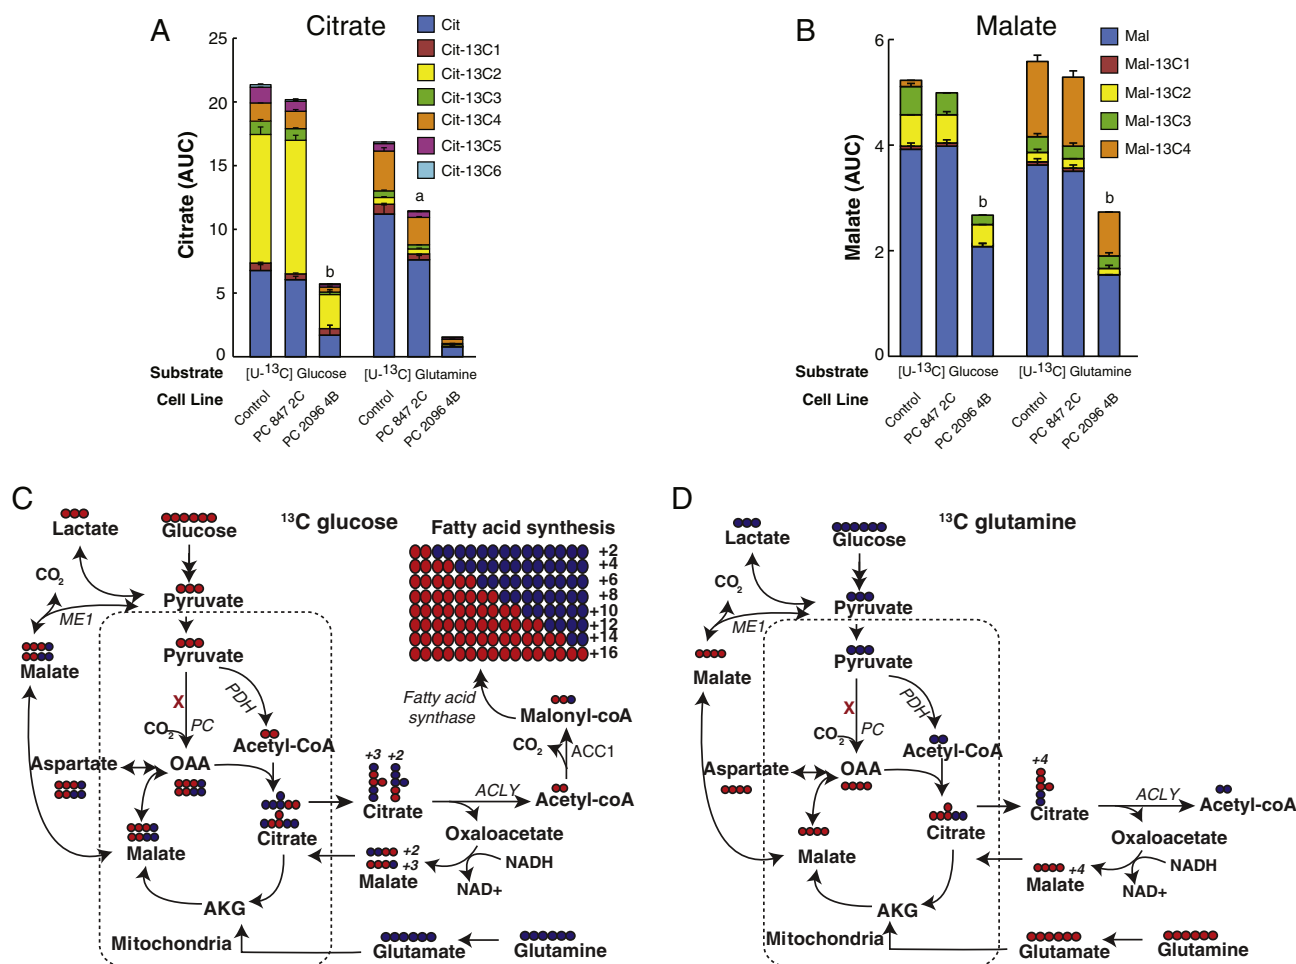 A
Citrate
Citrate (AUC)
25
20
15
10
5
0
Cit
Cit-13C1
Cit-13C2
Cit-13C3
Cit-13C4
Cit-13C5
Cit-13C6
b
a
Substrate
[U-¹³C] Glucose
[U-¹³C] Glutamine
Cell Line
Control
PC 847 2C
PC 2096 4B
Control
PC 847 2C
PC 2096 4B
B
Malate
Malate (AUC)
6
4
2
0
Mal
Mal-13C1
Mal-13C2
Mal-13C3
Mal-13C4
b
b
Substrate
[U-¹³C] Glucose
[U-¹³C] Glutamine
Cell Line
Control
PC 847 2C
PC 2096 4B
Control
PC 847 2C
PC 2096 4B
C
¹³C glucose
Lactate
Glucose
CO₂
Pyruvate
ME1
Malate
Pyruvate
X
PC
PDH
CO₂
Acetyl-CoA
Aspartate
OAA
Citrate
Malate
AKG
Mitochondria
Fatty acid synthesis
+2
+4
+6
+8
+10
+12
+14
+16
Fatty acid
synthase
Malonyl-coA
CO₂
ACC1
+3
+2
Citrate
ACLY
Acetyl-coA
Oxaloacetate
+2
+3
Malate
NADH
NAD+
Glutamate
Glutamine
D
¹³C glutamine
Lactate
Glucose
CO₂
Pyruvate
ME1
Malate
Pyruvate
X
PC
PDH
CO₂
Acetyl-CoA
Aspartate
OAA
Citrate
Malate
AKG
Mitochondria
+4
Citrate
ACLY
Acetyl-coA
Oxaloacetate
+4
Malate
NADH
NAD+
Glutamate
Glutamine